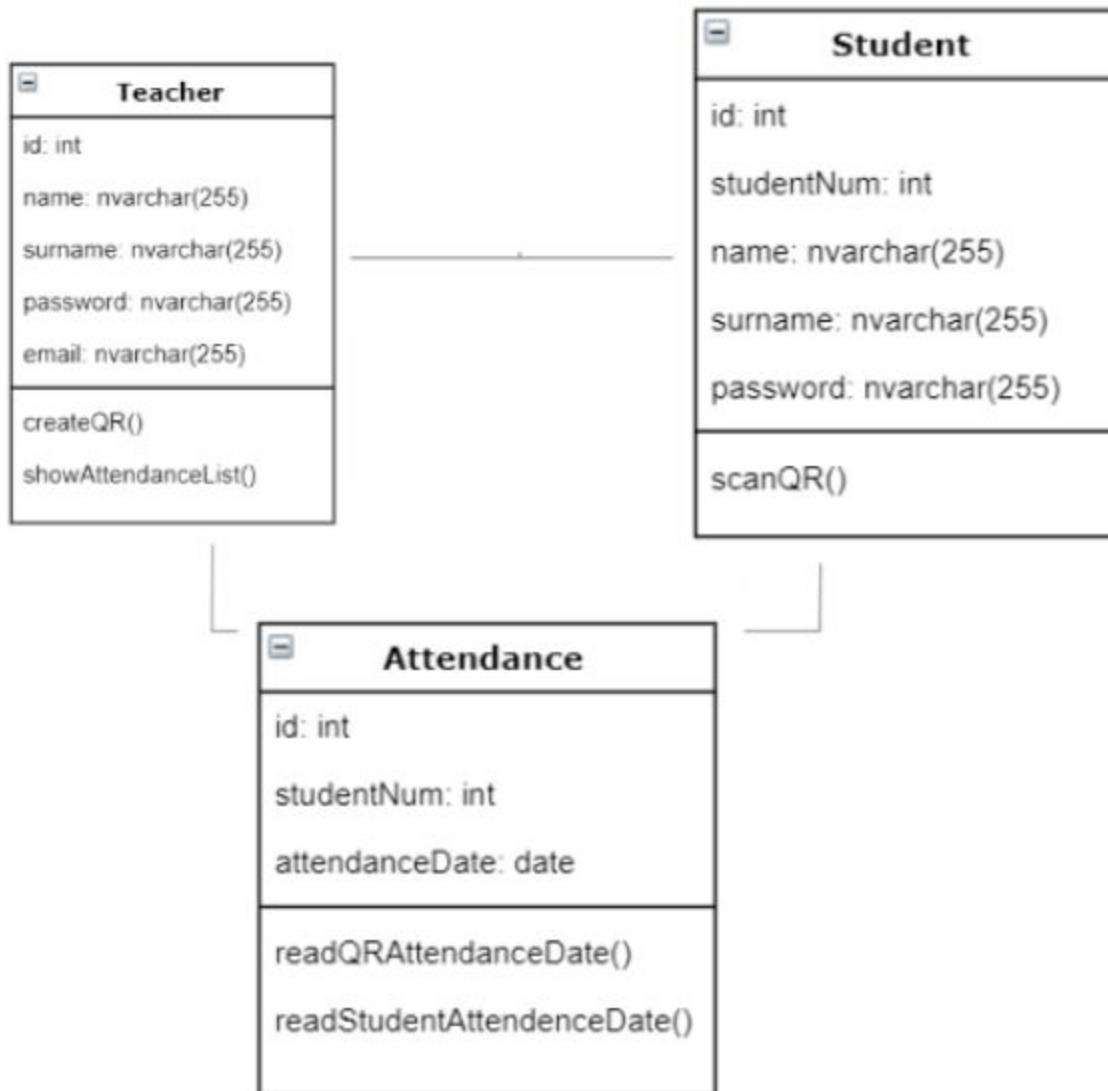 Teacher
id: int
name: nvarchar(255)
surname: nvarchar(255)
password: nvarchar(255)
email: nvarchar(255)
createQR()
showAttendanceList()
Student
id: int
studentNum: int
name: nvarchar(255)
surname: nvarchar(255)
password: nvarchar(255)
scanQR()
Attendance
id: int
studentNum: int
attendanceDate: date
readQRAttendanceDate()
readStudentAttendenceDate()